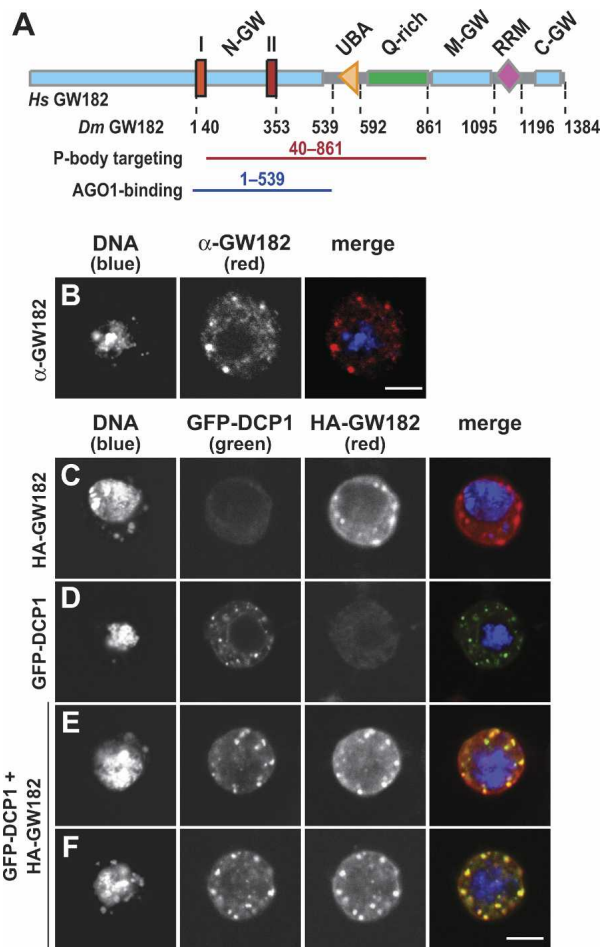 A
I N-GW II UBA Q-rich M-GW RRM C-GW
Hs GW182
Dm GW182 1 40 353 539 592 861 1095 1196 1384
P-body targeting 40–861
AGO1-binding 1–539
DNA α-GW182 merge
(blue) (red)
B
α-GW182
DNA GFP-DCP1 HA-GW182 merge
(blue) (green) (red)
C
HA-GW182
D
GFP-DCP1
E
F
GFP-DCP1 +
HA-GW182